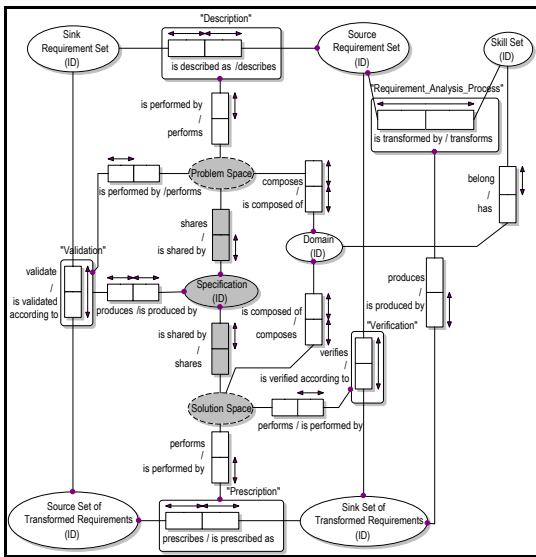 "Description"
Sink
Requirement Set
(ID)
is described as /describes
Source
Requirement Set
(ID)
Skill Set
(ID)
"Requirement_Analysis_Process"
is transformed by / transforms
is performed by
/
performs
is performed by /performs
Problem Space
composes
/
is composed of
belong
/
has
shares
/
is shared by
Domain
(ID)
"Validation"
validate
/
is validated
according to
produces /is produced by
Specification
(ID)
produces
/
is produced by
is composed of
/
composes
is shared by
/
shares
"Verification"
verifies
/
is verified according to
Solution Space
performs / is performed by
performs
/
is performed by
"Prescription"
Source Set of
Transformed Requirements
(ID)
prescribes / is prescribed as
Sink Set of
Transformed Requirements
(ID)